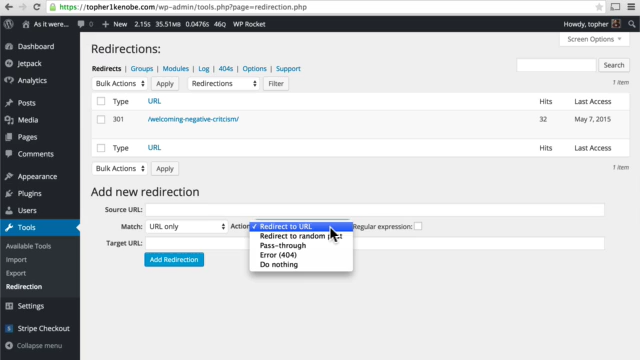 https://topher1kenobe.com/wp-admin/tools.php?page=redirection.php
As it were... 0 + New 2.15s 35.51MB 0.0476s 46Q WP Rocket Howdy, topher
Screen Options
Dashboard
Jetpack
Analytics
Posts
Media
Pages
Comments
Appearance
Plugins
Users
Tools
Available Tools
Import
Export
Redirection
Settings
Stripe Checkout
Collapse menu
Redirections:
Redirects | Groups | Modules | Log | 404s | Options | Support
Search
Bulk Actions Apply Redirections Filter 1 item
Type URL Hits Last Access
301 /welcoming-negative-critcism/ 32 May 7, 2015
Type URL Hits Last Access
Bulk Actions Apply 1 item
Add new redirection
Source URL:
Match: URL only Action ✓ Redirect to URL Regular expression:
Redirect to random
Pass-through
Error (404)
Do nothing
Target URL:
Add Redirection